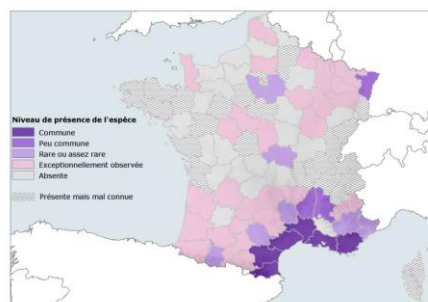 Niveau de présence de l'espèce
Commune
Peu commune
Rare ou assez rare
Exceptionnellement observée
Absente
Présente mais mal connue